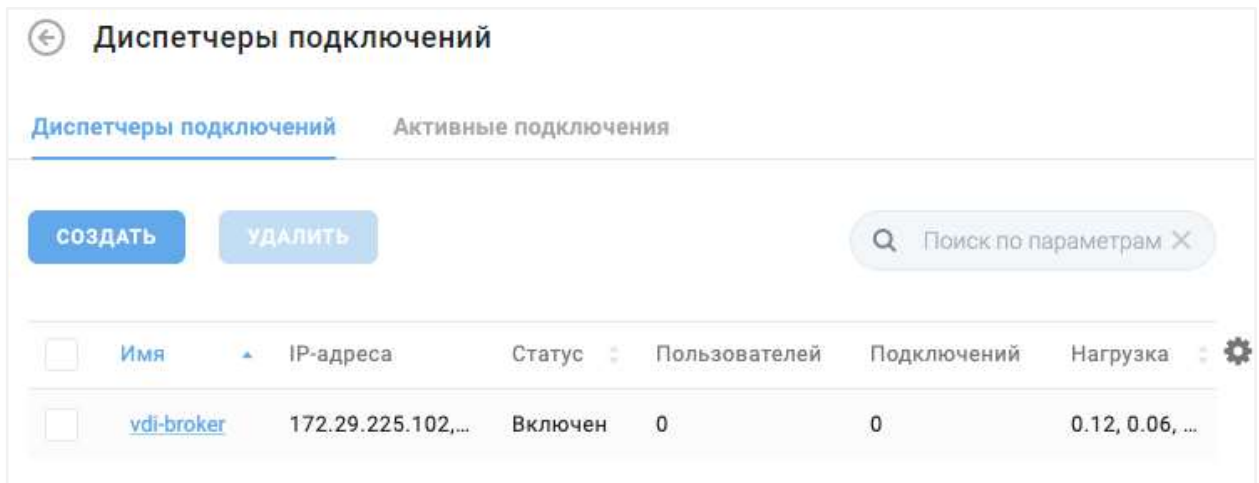 Диспетчеры подключений
Диспетчеры подключений Активные подключения
СОЗДАТЬ УДАЛИТЬ Поиск по параметрам
Имя IP-адреса Статус Пользователей Подключений Нагрузка
vdi-broker 172.29.225.102,... Включен 0 0 0.12, 0.06, ...